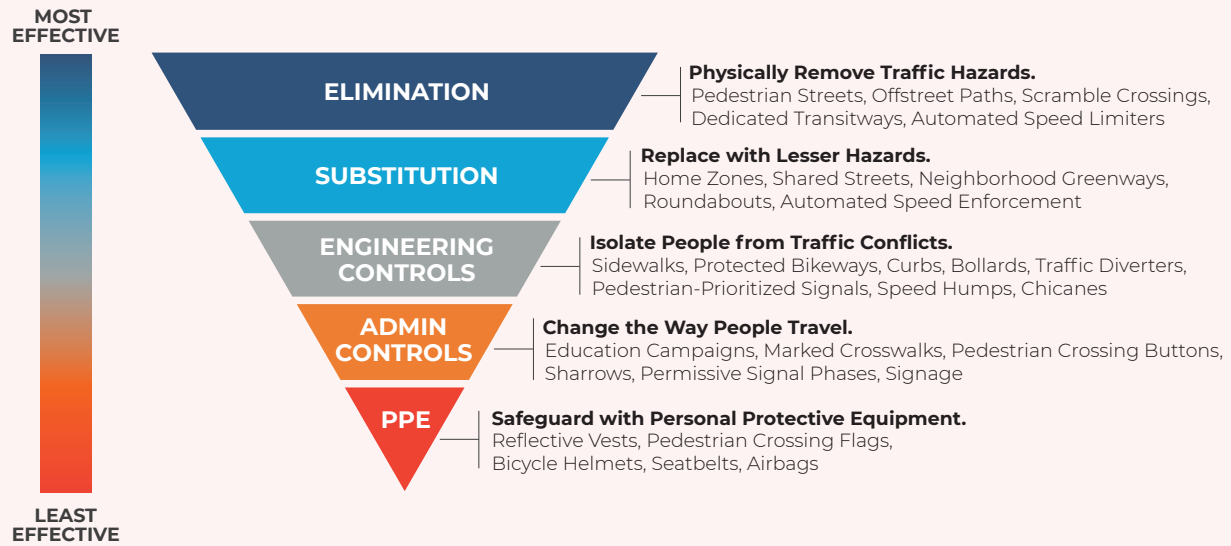 MOST
EFFECTIVE
ELIMINATION
Physically Remove Traffic Hazards.
Pedestrian Streets, Offstreet Paths, Scramble Crossings,
Dedicated Transitways, Automated Speed Limiters
SUBSTITUTION
Replace with Lesser Hazards.
Home Zones, Shared Streets, Neighborhood Greenways,
Roundabouts, Automated Speed Enforcement
ENGINEERING
CONTROLS
Isolate People from Traffic Conflicts.
Sidewalks, Protected Bikeways, Curbs, Bollards, Traffic Diverters,
Pedestrian-Prioritized Signals, Speed Humps, Chicanes
ADMIN
CONTROLS
Change the Way People Travel.
Education Campaigns, Marked Crosswalks, Pedestrian Crossing Buttons,
Sharrows, Permissive Signal Phases, Signage
PPE
Safeguard with Personal Protective Equipment.
Reflective Vests, Pedestrian Crossing Flags,
Bicycle Helmets, Seatbelts, Airbags
LEAST
EFFECTIVE